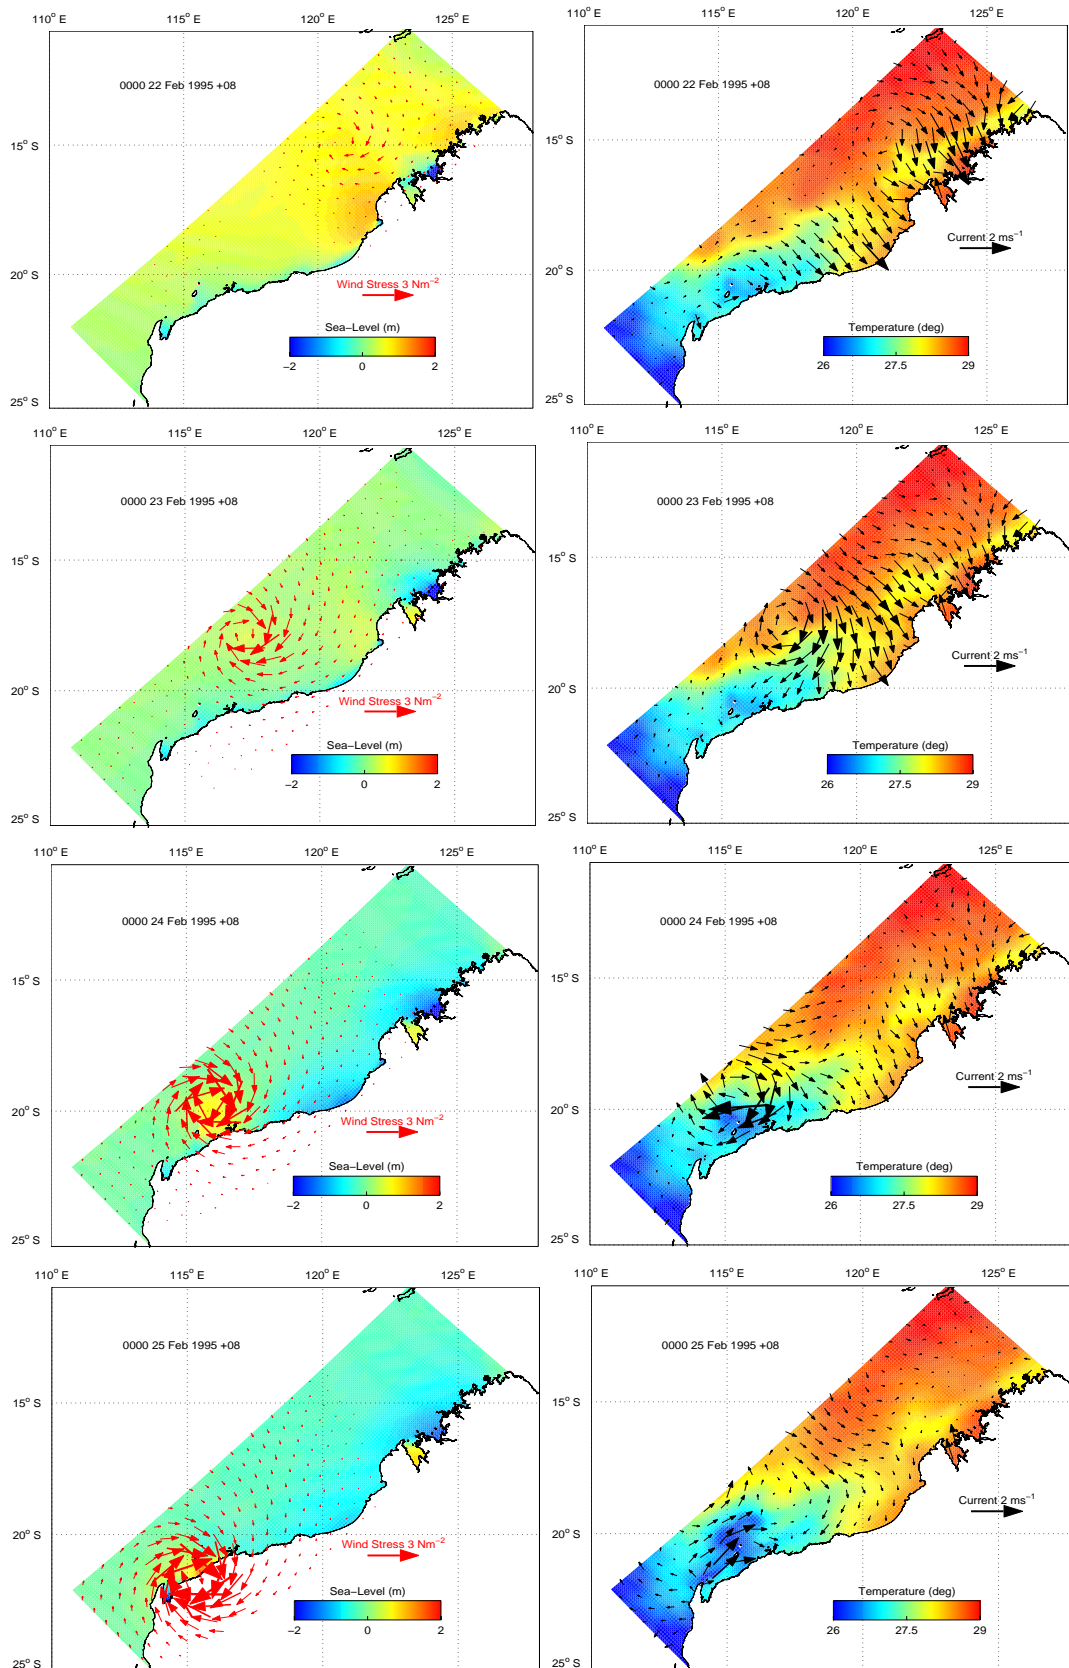 110° E 115° E 120° E 125° E
0000 22 Feb 1995 +08
15° S
20° S
Wind Stress 3 Nm−2
Sea−Level (m)
−2 0 2
25° S
110° E 115° E 120° E 125° E
0000 22 Feb 1995 +08
15° S
Current 2 ms−1
20° S
Temperature (deg)
26 27.5 29
25° S
110° E 115° E 120° E 125° E
0000 23 Feb 1995 +08
15° S
20° S
Wind Stress 3 Nm−2
Sea−Level (m)
−2 0 2
25° S
110° E 115° E 120° E 125° E
0000 23 Feb 1995 +08
15° S
Current 2 ms−1
20° S
Temperature (deg)
26 27.5 29
25° S
110° E 115° E 120° E 125° E
0000 24 Feb 1995 +08
15° S
20° S
Wind Stress 3 Nm−2
Sea−Level (m)
−2 0 2
25° S
110° E 115° E 120° E 125° E
0000 24 Feb 1995 +08
15° S
Current 2 ms−1
20° S
Temperature (deg)
26 27.5 29
25° S
110° E 115° E 120° E 125° E
0000 25 Feb 1995 +08
15° S
20° S
Wind Stress 3 Nm−2
Sea−Level (m)
−2 0 2
25° S
110° E 115° E 120° E 125° E
0000 25 Feb 1995 +08
15° S
Current 2 ms−1
20° S
Temperature (deg)
26 27.5 29
25° S